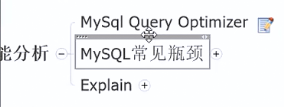 MySql Query Optimizer
能分析
MySQL常见瓶颈
Explain